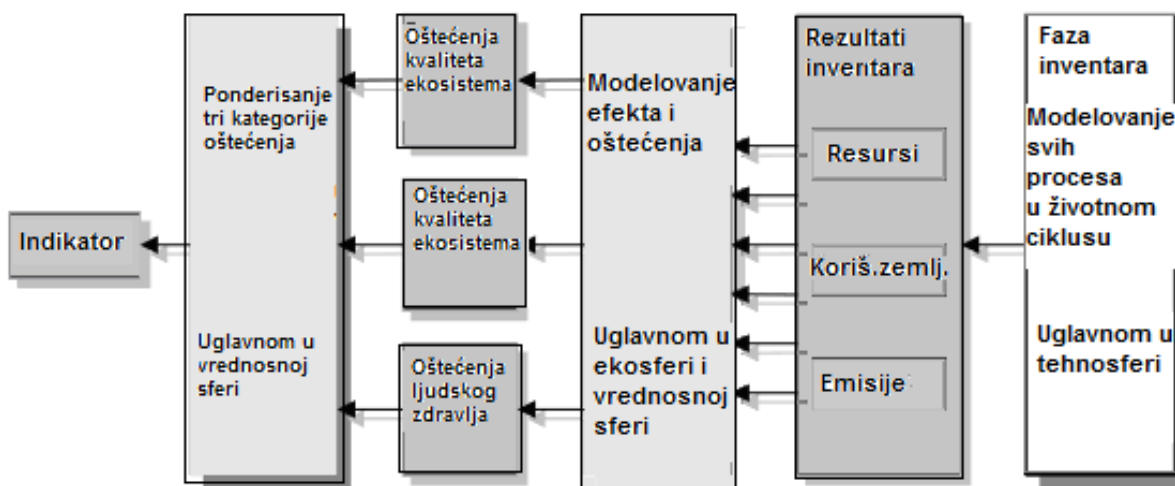 Indikator
Ponderisanje
tri kategorije
oštećenja
Uglavnom u
vrednosnoj
sferi
Oštećenja
kvaliteta
ekosistema
Oštećenja
kvaliteta
ekosistema
Oštećenja
ljudskog
zdravlja
Modelovanje
efekta i
oštećenja
Uglavnom u
ekosferi i
vrednosnoj
sferi
Rezultati
inventara
Resursi
Koriš.zemlj.
Emisije
Faza
inventara
Modelovanje
svih
procesa
u životnom
ciklusu
Uglavnom u
tehnosferi